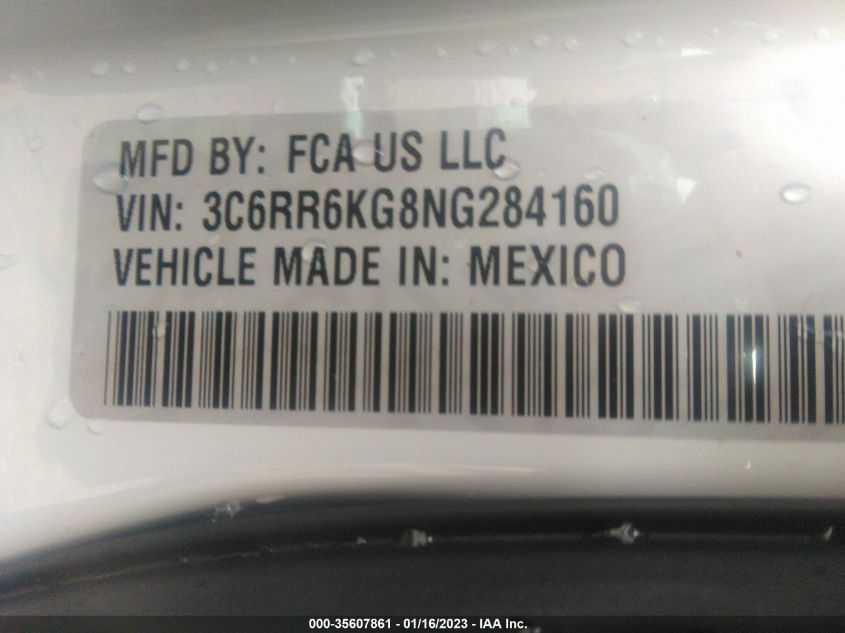 MFD BY: FCA US LLC
VIN: 3C6RR6KG8NG284160
VEHICLE MADE IN: MEXICO
000-35607861 - 01/16/2023 - IAA Inc.